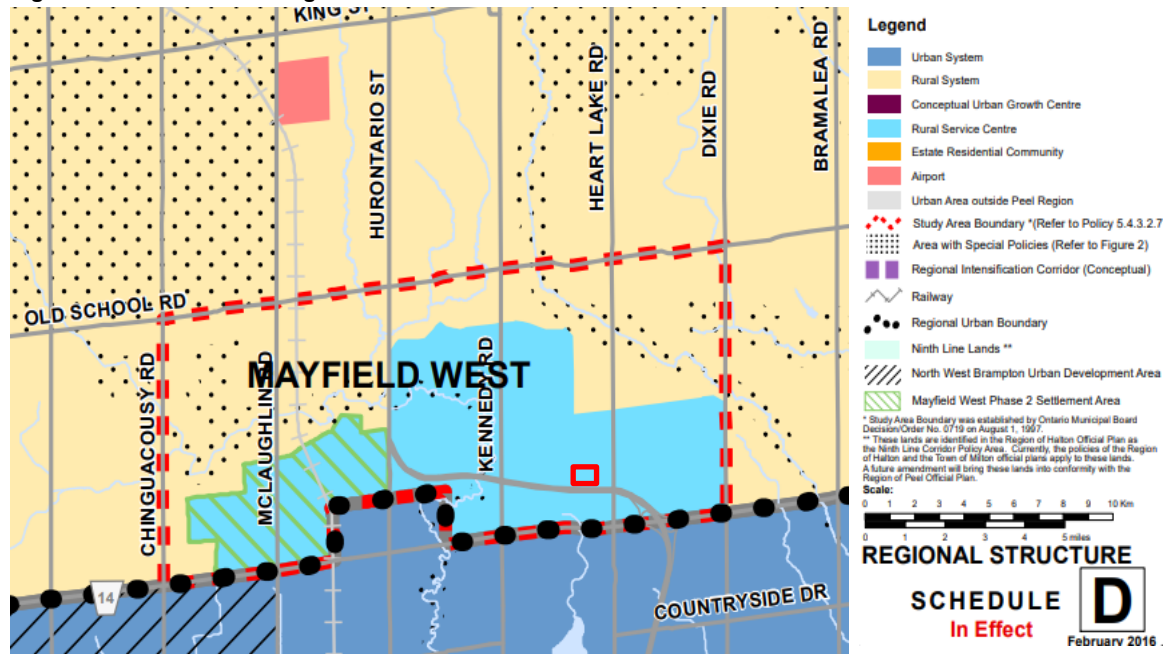 KING ST
HURONTARIO ST
HEART LAKE RD
DIXIE RD
BRAMALEA RD
OLD SCHOOL RD
CHINGUACOUSY RD
MCLAUGHLIN RD
MAYFIELD WEST
KENNEDY RD
14
COUNTRYSIDE DR
Legend
Urban System
Rural System
Conceptual Urban Growth Centre
Rural Service Centre
Estate Residential Community
Airport
Urban Area outside Peel Region
Study Area Boundary *(Refer to Policy 5.4.3.2.7
Area with Special Policies (Refer to Figure 2)
Regional Intensification Corridor (Conceptual)
Railway
Regional Urban Boundary
Ninth Line Lands **
North West Brampton Urban Development Area
Mayfield West Phase 2 Settlement Area
* Study Area Boundary was established by Ontario Municipal Board
Decision/Order No. 0719 on August 1, 1997.
** These lands are identified in the Region of Halton Official Plan as
the Ninth Line Corridor Policy Area. Currently, the policies of the Region
of Halton and the Town of Milton official plans apply to these lands.
A future amendment will bring these lands into conformity with the
Region of Peel Official Plan.
Scale:
0 1 2 3 4 5 6 7 8 9 10 Km
0 1 2 3 4 5 miles
REGIONAL STRUCTURE
SCHEDULE D
In Effect
February 2016